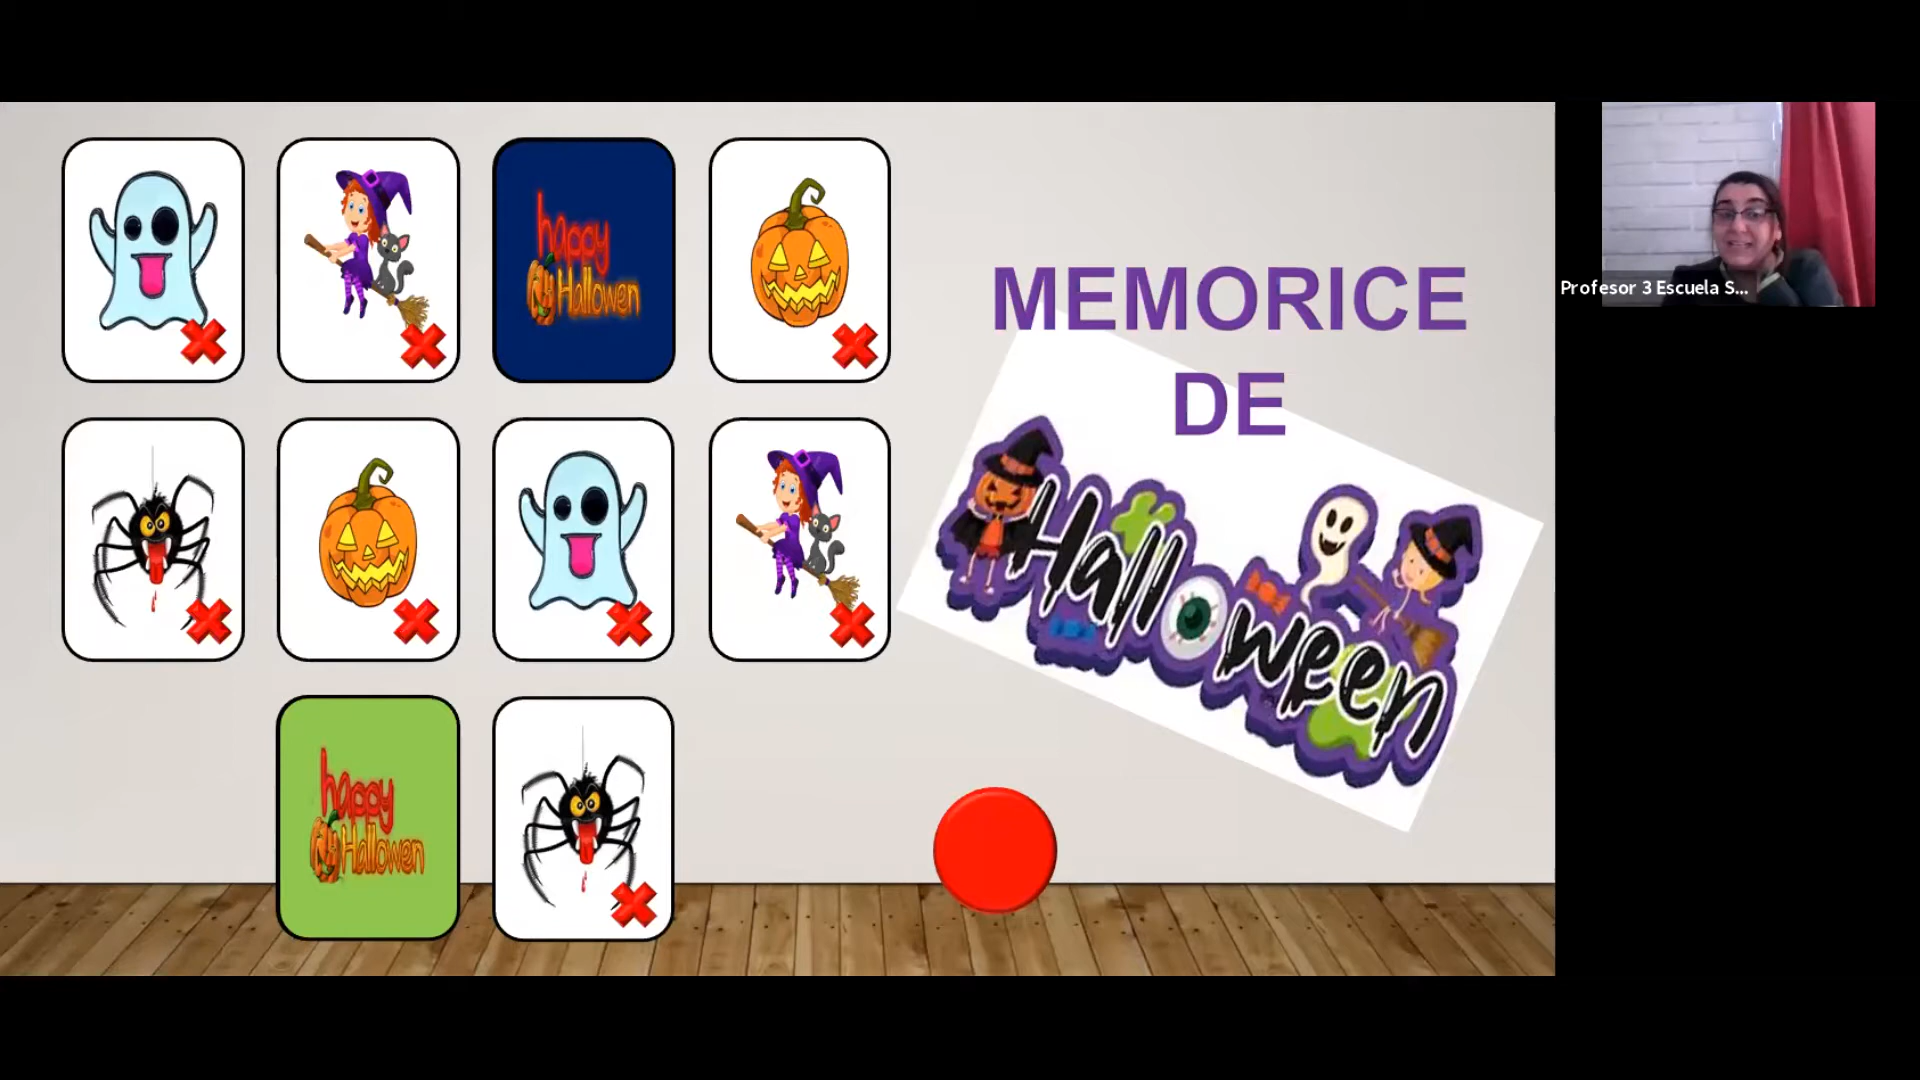 happy
Hallowen
MEMORICE
DE
Halloween
happy
Hallowen
Profesor 3 Escuela S...